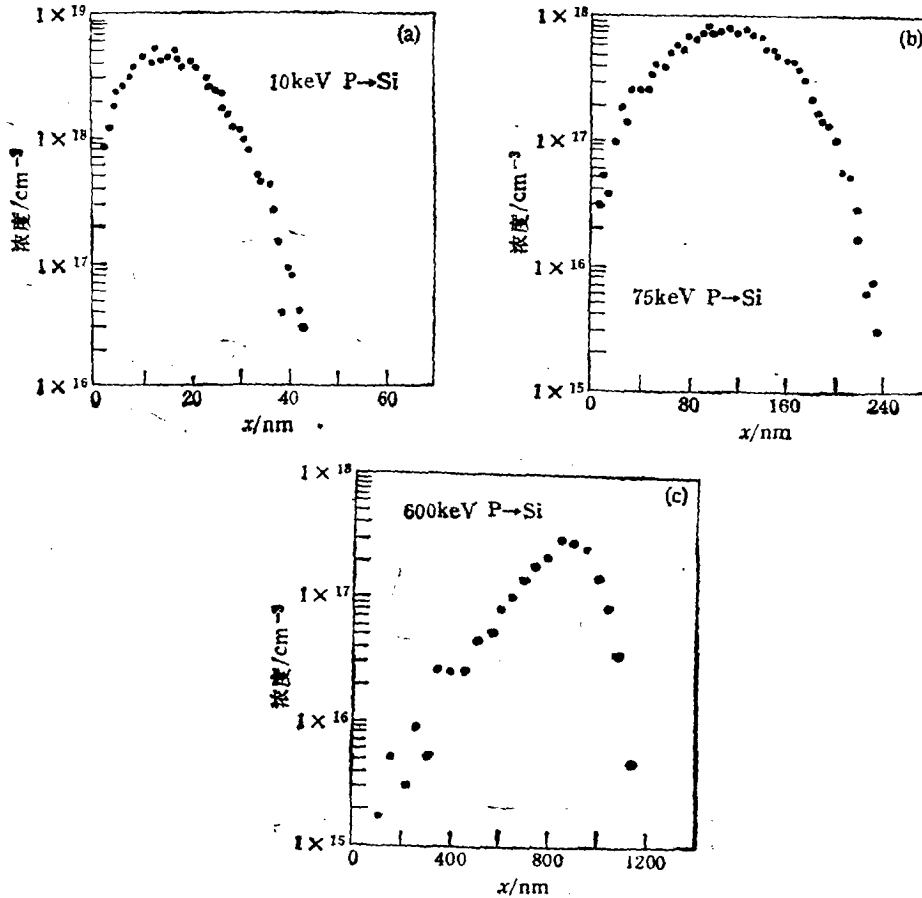 (a)
10keV P→Si
浓度/cm⁻³
1×10¹⁹
1×10¹⁸
1×10¹⁷
1×10¹⁶
0 20 40 60
x/nm
(b)
75keV P→Si
浓度/cm⁻³
1×10¹⁸
1×10¹⁷
1×10¹⁶
1×10¹⁵
0 80 160 240
x/nm
(c)
600keV P→Si
浓度/cm⁻³
1×10¹⁸
1×10¹⁷
1×10¹⁶
1×10¹⁵
0 400 800 1200
x/nm